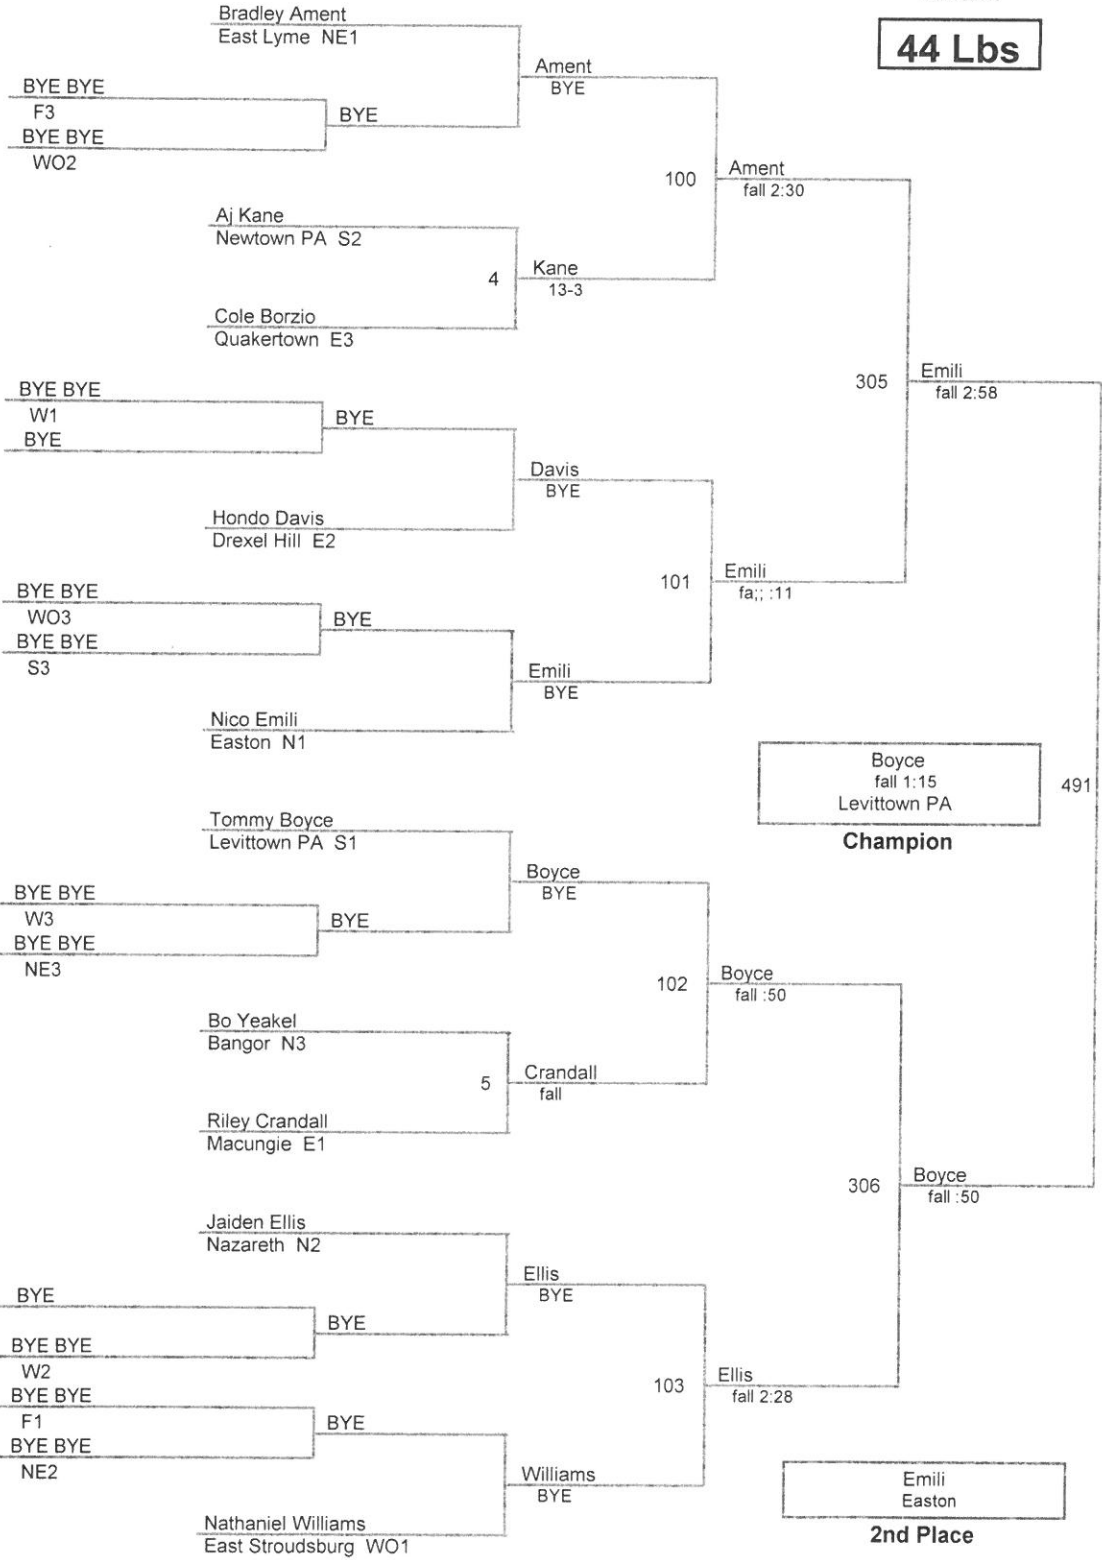 Bradley Ament
East Lyme NE1
44 Lbs
Ament
BYE
BYE BYE
F3
BYE
BYE BYE
WO2
100
Ament
fall 2:30
Aj Kane
Newtown PA S2
4
Kane
13-3
Cole Borzio
Quakertown E3
305
Emili
fall 2:58
BYE BYE
W1
BYE
BYE
Davis
BYE
Hondo Davis
Drexel Hill E2
101
Emili
fa;; :11
BYE BYE
WO3
BYE
BYE BYE
S3
Emili
BYE
Nico Emili
Easton N1
Boyce
fall 1:15
Levittown PA
491
Champion
Tommy Boyce
Levittown PA S1
Boyce
BYE
BYE BYE
W3
BYE
BYE BYE
NE3
102
Boyce
fall :50
Bo Yeakel
Bangor N3
5
Crandall
fall
Riley Crandall
Macungie E1
306
Boyce
fall :50
Jaiden Ellis
Nazareth N2
Ellis
BYE
BYE
BYE
BYE BYE
W2
103
Ellis
fall 2:28
BYE BYE
F1
BYE
BYE BYE
NE2
Williams
BYE
Nathaniel Williams
East Stroudsburg WO1
Emili
Easton
2nd Place